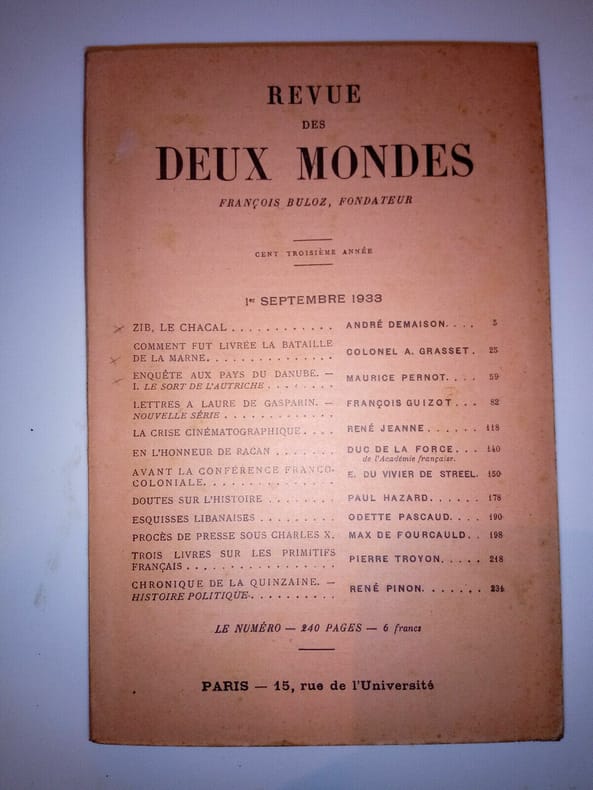 REVUE
DES
DEUX MONDES
FRANÇOIS BULOZ, FONDATEUR
CENT TROISIÈME ANNÉE
1er SEPTEMBRE 1933
ZIB, LE CHACAL . . . . . . . . . . . . ANDRÉ DEMAISON. . . . 5
COMMENT FUT LIVRÉE LA BATAILLE
DE LA MARNE. . . . . . . . . . . . . . . COLONEL A. GRASSET . 25
ENQUÊTE AUX PAYS DU DANUBE. —
I. LE SORT DE L'AUTRICHE . . . . . . . . MAURICE PERNOT. . . . 59
LETTRES A LAURE DE GASPARIN. —
NOUVELLE SÉRIE . . . . . . . . . . . . . FRANÇOIS GUIZOT . . . 82
LA CRISE CINÉMATOGRAPHIQUE . . . . RENÉ JEANNE . . . . . . 118
EN L'HONNEUR DE RACAN . . . . . . . DUC DE LA FORCE. . . 140
de l'Académie française.
AVANT LA CONFÉRENCE FRANCO-
COLONIALE. . . . . . . . . . . . . . . . E. DU VIVIER DE STREEL. 150
DOUTES SUR L'HISTOIRE . . . . . . . . PAUL HAZARD. . . . . . 178
ESQUISSES LIBANAISES . . . . . . . . . ODETTE PASCAUD. . . . 190
PROCÈS DE PRESSE SOUS CHARLES X. MAX DE FOURCAULD. . 198
TROIS LIVRES SUR LES PRIMITIFS
FRANÇAIS . . . . . . . . . . . . . . . . . PIERRE TROYON. . . . . 218
CHRONIQUE DE LA QUINZAINE. —
HISTOIRE POLITIQUE. . . . . . . . . . . RENÉ PINON. . . . . . . 234
LE NUMÉRO — 240 PAGES — 6 francs
PARIS — 15, rue de l'Université